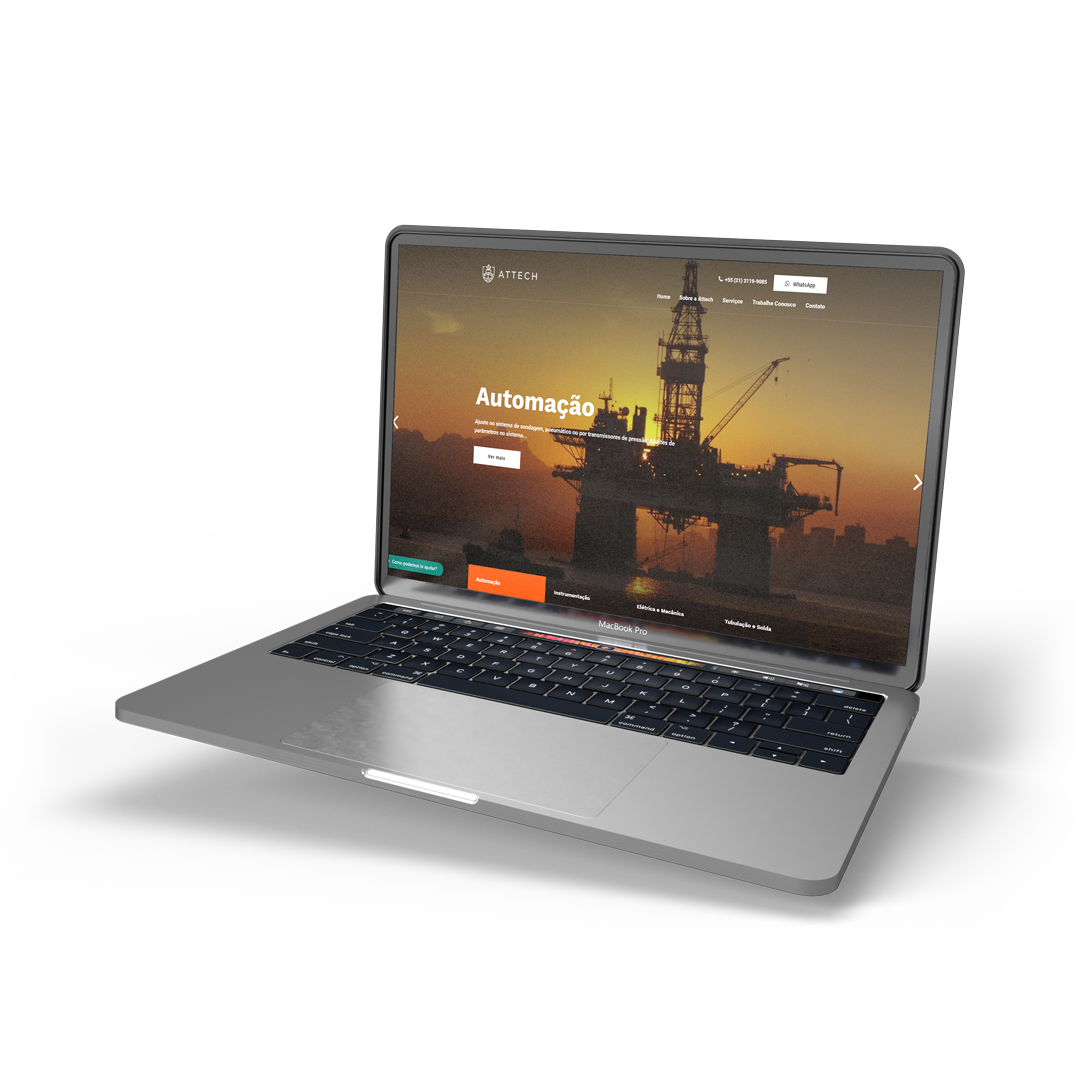 ATTECH
+55 (21) 3119-9085
WhatsApp
Home Sobre a Attech Serviços Trabalhe Conosco Contato
Automação
Ajuste no sistema de sondagem, pneumático ou por transmissores de pressão. Ajustes de
parâmetros no sistema...
Ver mais
Como podemos te ajudar?
Automação
Instrumentação
Elétrica e Mecânica
Tubulação e Solda
MacBook Pro
Q W E R T Y U I O P delete
caps lock A S D F G H J K L return
shift Z X C V B N M shift
fn control option command command option